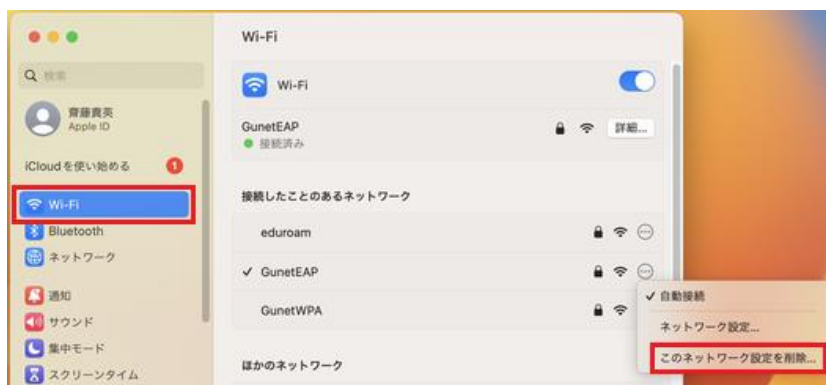 Wi-Fi
検索
Wi-Fi
齋藤貴英
Apple ID
GunetEAP
接続済み
詳細...
iCloudを使い始める
1
接続したことのあるネットワーク
Wi-Fi
Bluetooth
eduroam
ネットワーク
✓ GunetEAP
通知
GunetWPA
サウンド
集中モード
スクリーンタイム
ほかのネットワーク
✓ 自動接続
ネットワーク設定...
このネットワーク設定を削除...